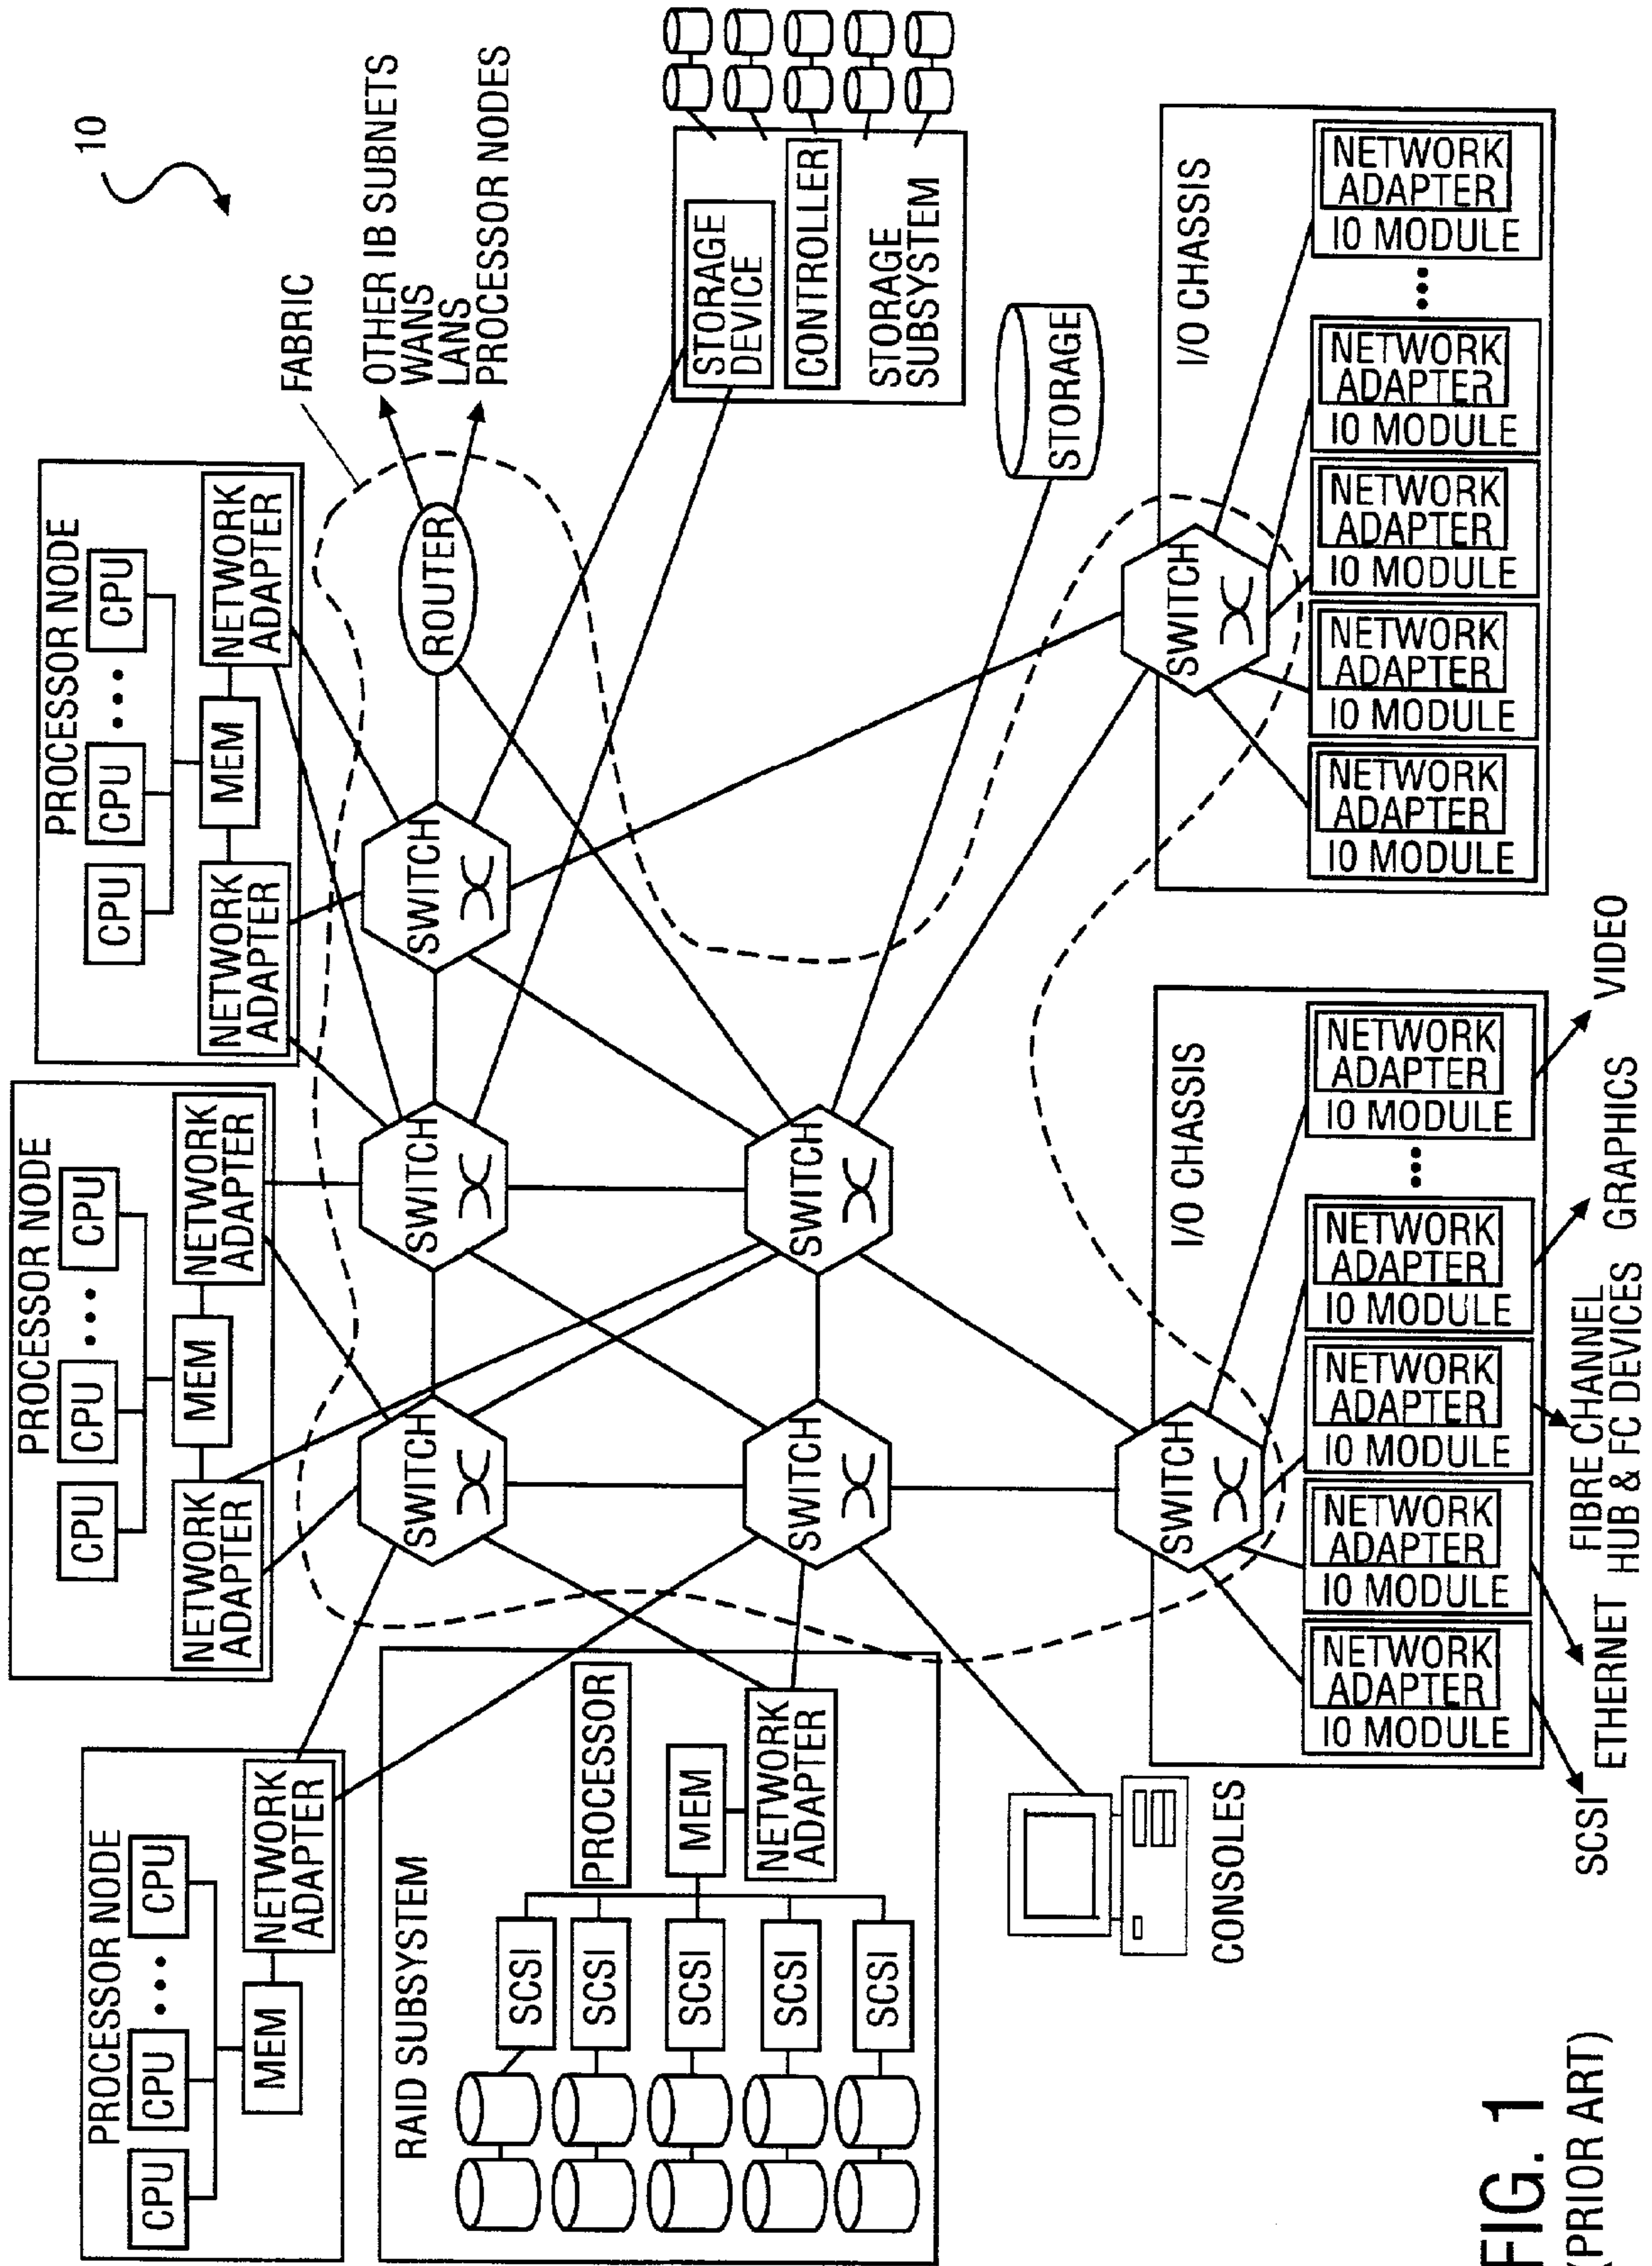 PROCESSOR NODE
CPU
CPU
•••
CPU
MEM
NETWORK
ADAPTER
PROCESSOR NODE
CPU
CPU
•••
CPU
NETWORK
ADAPTER
MEM
NETWORK
ADAPTER
PROCESSOR NODE
CPU
CPU
•••
CPU
NETWORK
ADAPTER
MEM
NETWORK
ADAPTER
10
FABRIC
OTHER IB SUBNETS
WANS
LANS
PROCESSOR NODES
SWITCH
SWITCH
SWITCH
ROUTER
RAID SUBSYSTEM
SCSI
SCSI
SCSI
SCSI
SCSI
PROCESSOR
MEM
NETWORK
ADAPTER
SWITCH
SWITCH
STORAGE
DEVICE
CONTROLLER
STORAGE
SUBSYSTEM
STORAGE
CONSOLES
I/O CHASSIS
SWITCH
NETWORK
ADAPTER
IO MODULE
NETWORK
ADAPTER
IO MODULE
NETWORK
ADAPTER
IO MODULE
NETWORK
ADAPTER
IO MODULE
•••
NETWORK
ADAPTER
IO MODULE
SCSI
ETHERNET
FIBRE CHANNEL
HUB & FC DEVICES
GRAPHICS
VIDEO
I/O CHASSIS
SWITCH
NETWORK
ADAPTER
IO MODULE
NETWORK
ADAPTER
IO MODULE
NETWORK
ADAPTER
IO MODULE
NETWORK
ADAPTER
IO MODULE
•••
NETWORK
ADAPTER
IO MODULE
FIG. 1
(PRIOR ART)